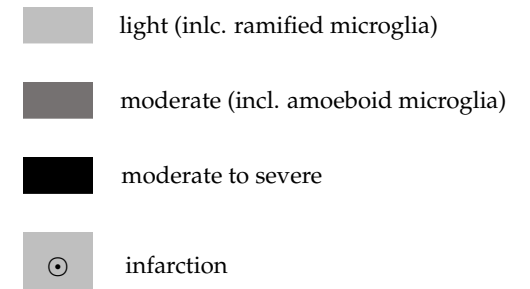 light (inlc. ramified microglia)
moderate (incl. amoeboid microglia)
moderate to severe
⊙ infarction